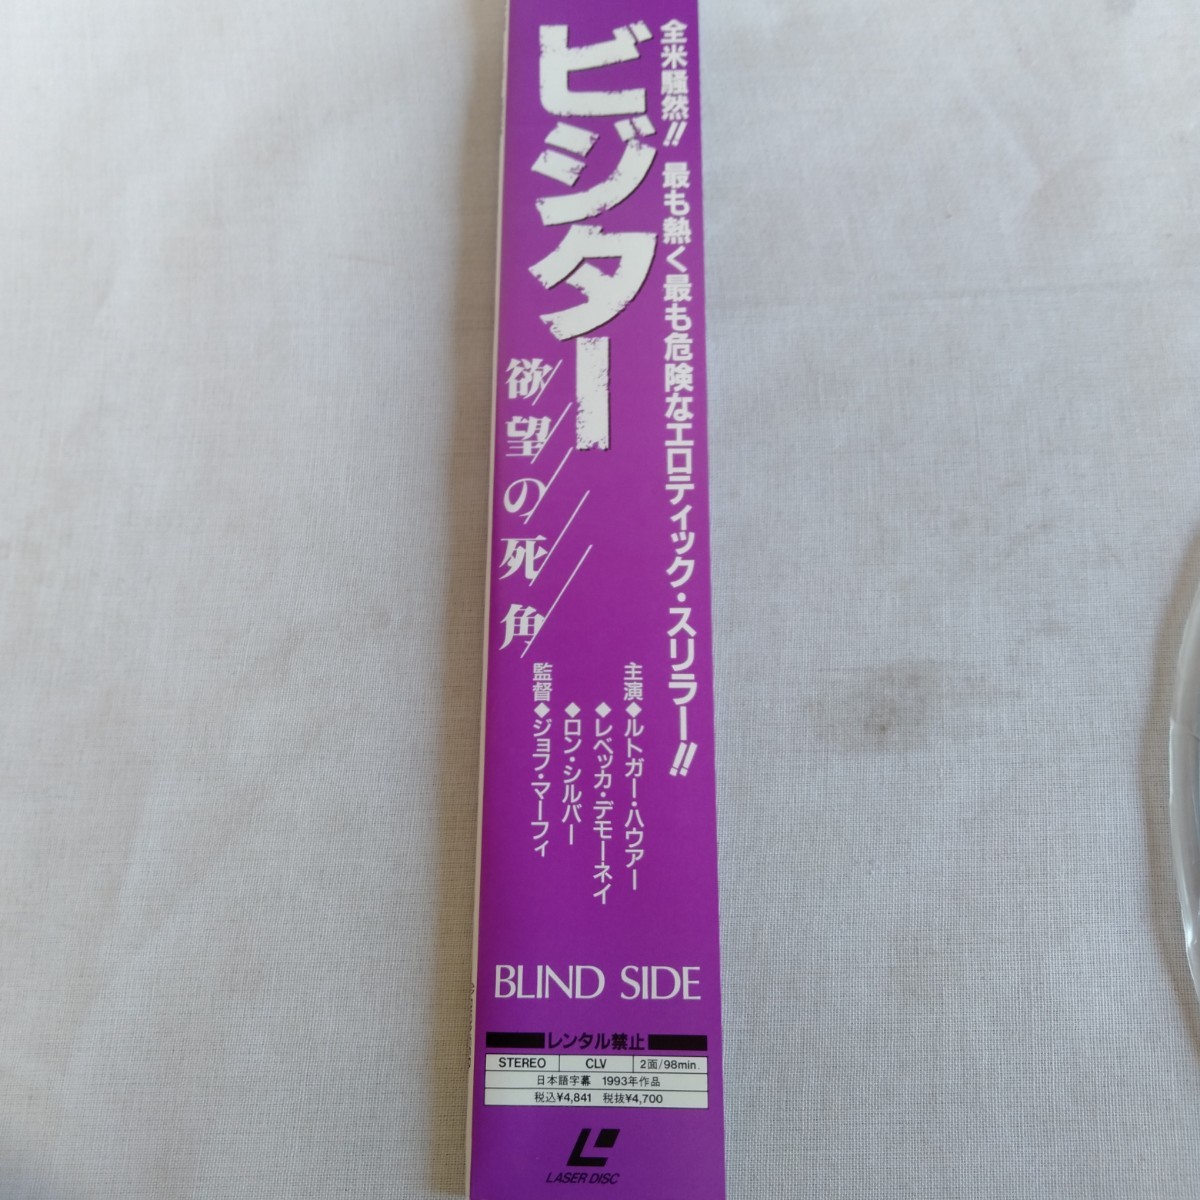 全米騒然!! 最も熱く最も危険なエロティック・スリラー!!
ビジター
欲望の死角
主演◆ルトガー・ハウアー
◆レベッカ・デモーネイ
◆ロン・シルバー
監督◆ジョフ・マーフィ
BLIND SIDE
レンタル禁止
STEREO CLV 2面/98min.
日本語字幕 1993年作品
税込¥4,841 税抜¥4,700
LASER DISC